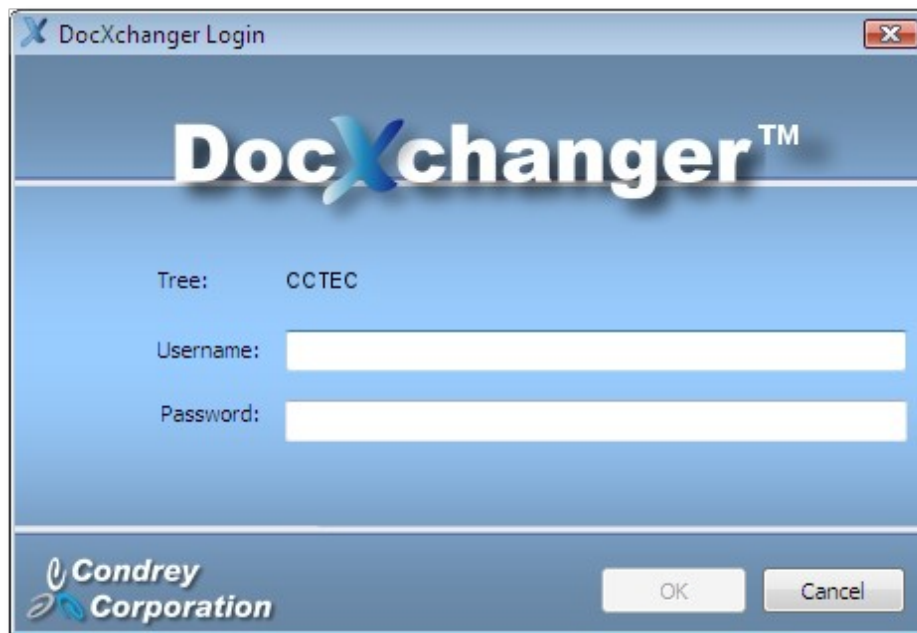 DocXchanger Login
DocXchanger™
Tree: CCTEC
Username:
Password:
Condrey
Corporation
OK Cancel